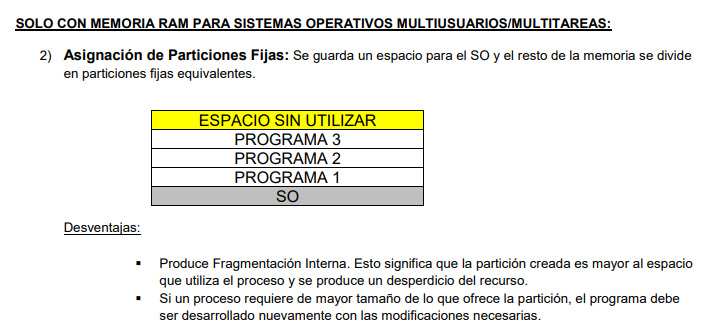 SOLO CON MEMORIA RAM PARA SISTEMAS OPERATIVOS MULTIUSUARIOS/MULTITAREAS:
2) Asignación de Particiones Fijas: Se guarda un espacio para el SO y el resto de la memoria se divide
en particiones fijas equivalentes.
ESPACIO SIN UTILIZAR
PROGRAMA 3
PROGRAMA 2
PROGRAMA 1
SO
Desventajas:
▪ Produce Fragmentación Interna. Esto significa que la partición creada es mayor al espacio
que utiliza el proceso y se produce un desperdicio del recurso.
▪ Si un proceso requiere de mayor tamaño de lo que ofrece la partición, el programa debe
ser desarrollado nuevamente con las modificaciones necesarias.